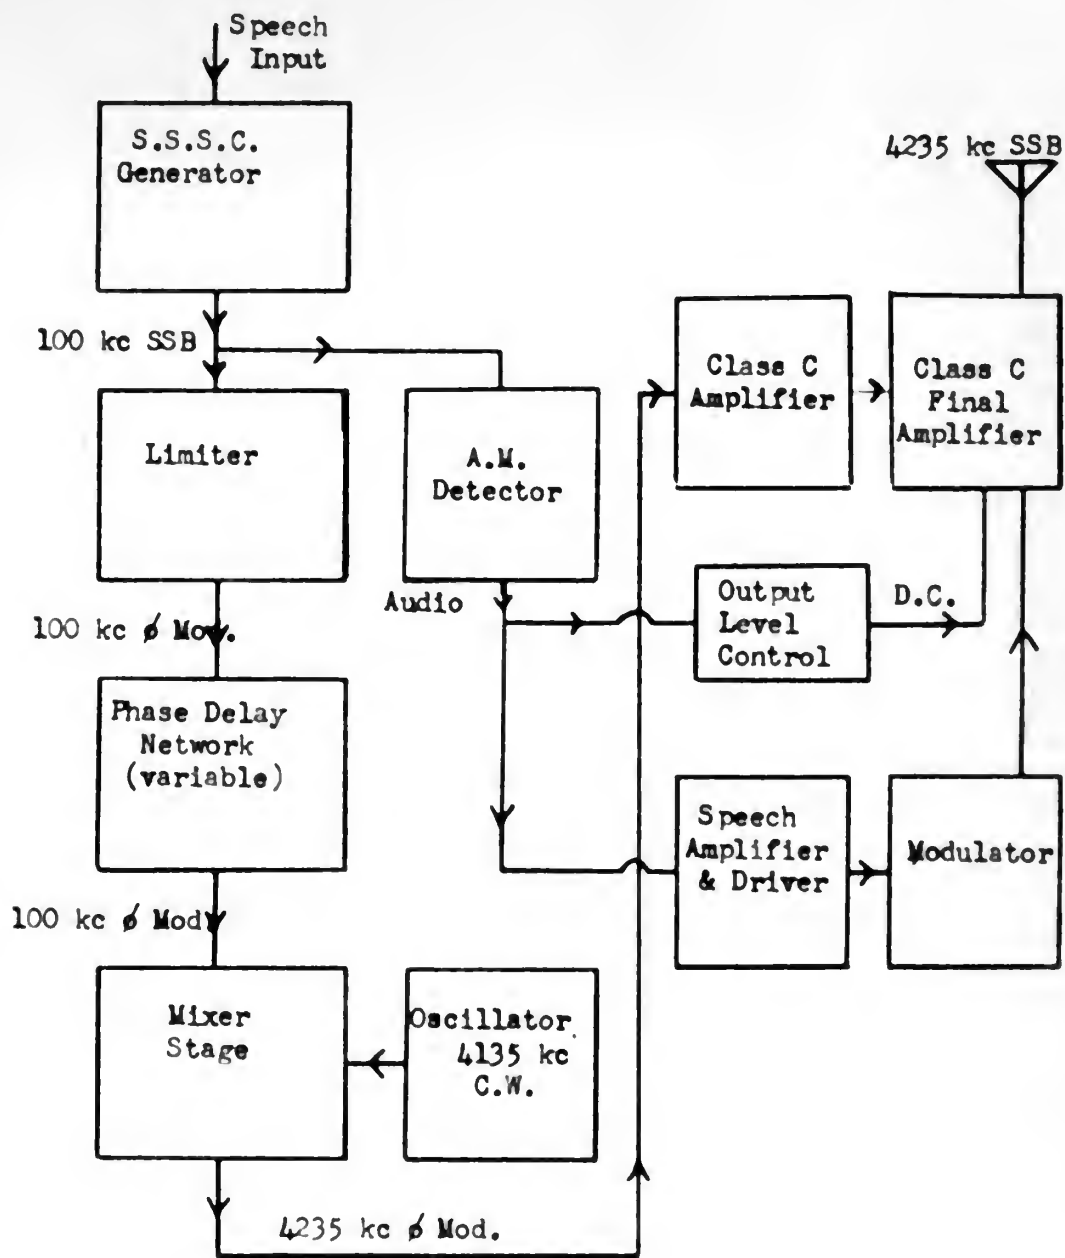 Speech
Input
S.S.S.C.
Generator
4235 kc SSB
100 kc SSB
Limiter
A.M.
Detector
Class C
Amplifier
Class C
Final
Amplifier
Audio
Output
Level
Control
D.C.
100 kc ϕ Mod.
Phase Delay
Network
(variable)
Speech
Amplifier
& Driver
Modulator
100 kc ϕ Mod
Mixer
Stage
Oscillator
4135 kc
C.W.
4235 kc ϕ Mod.